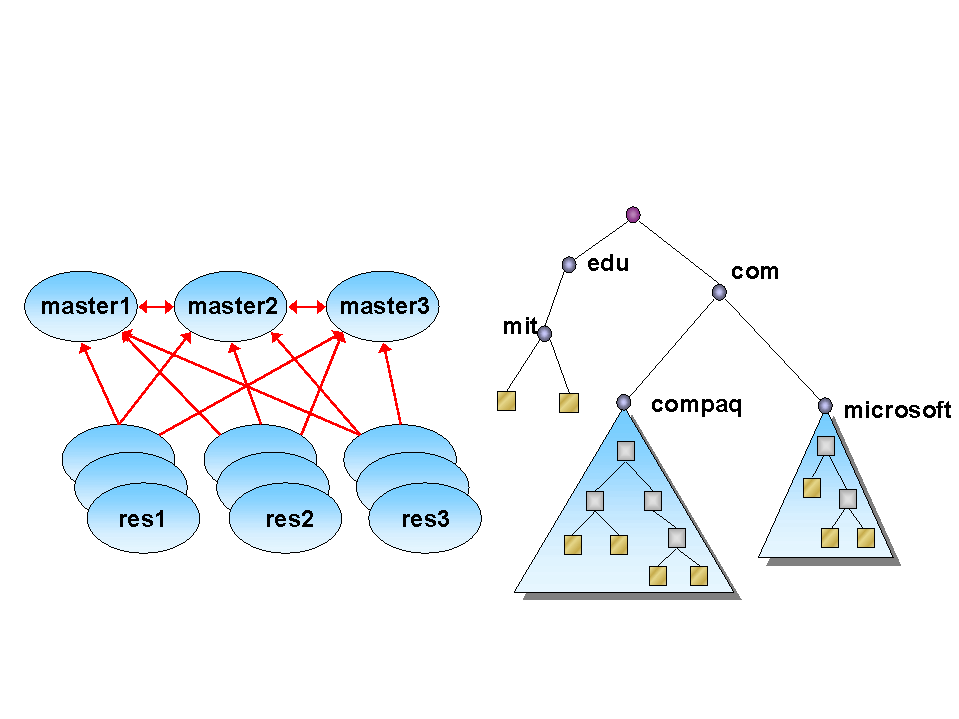 master1
master2
master3
res1
res2
res3
edu
com
mit
compaq
microsoft